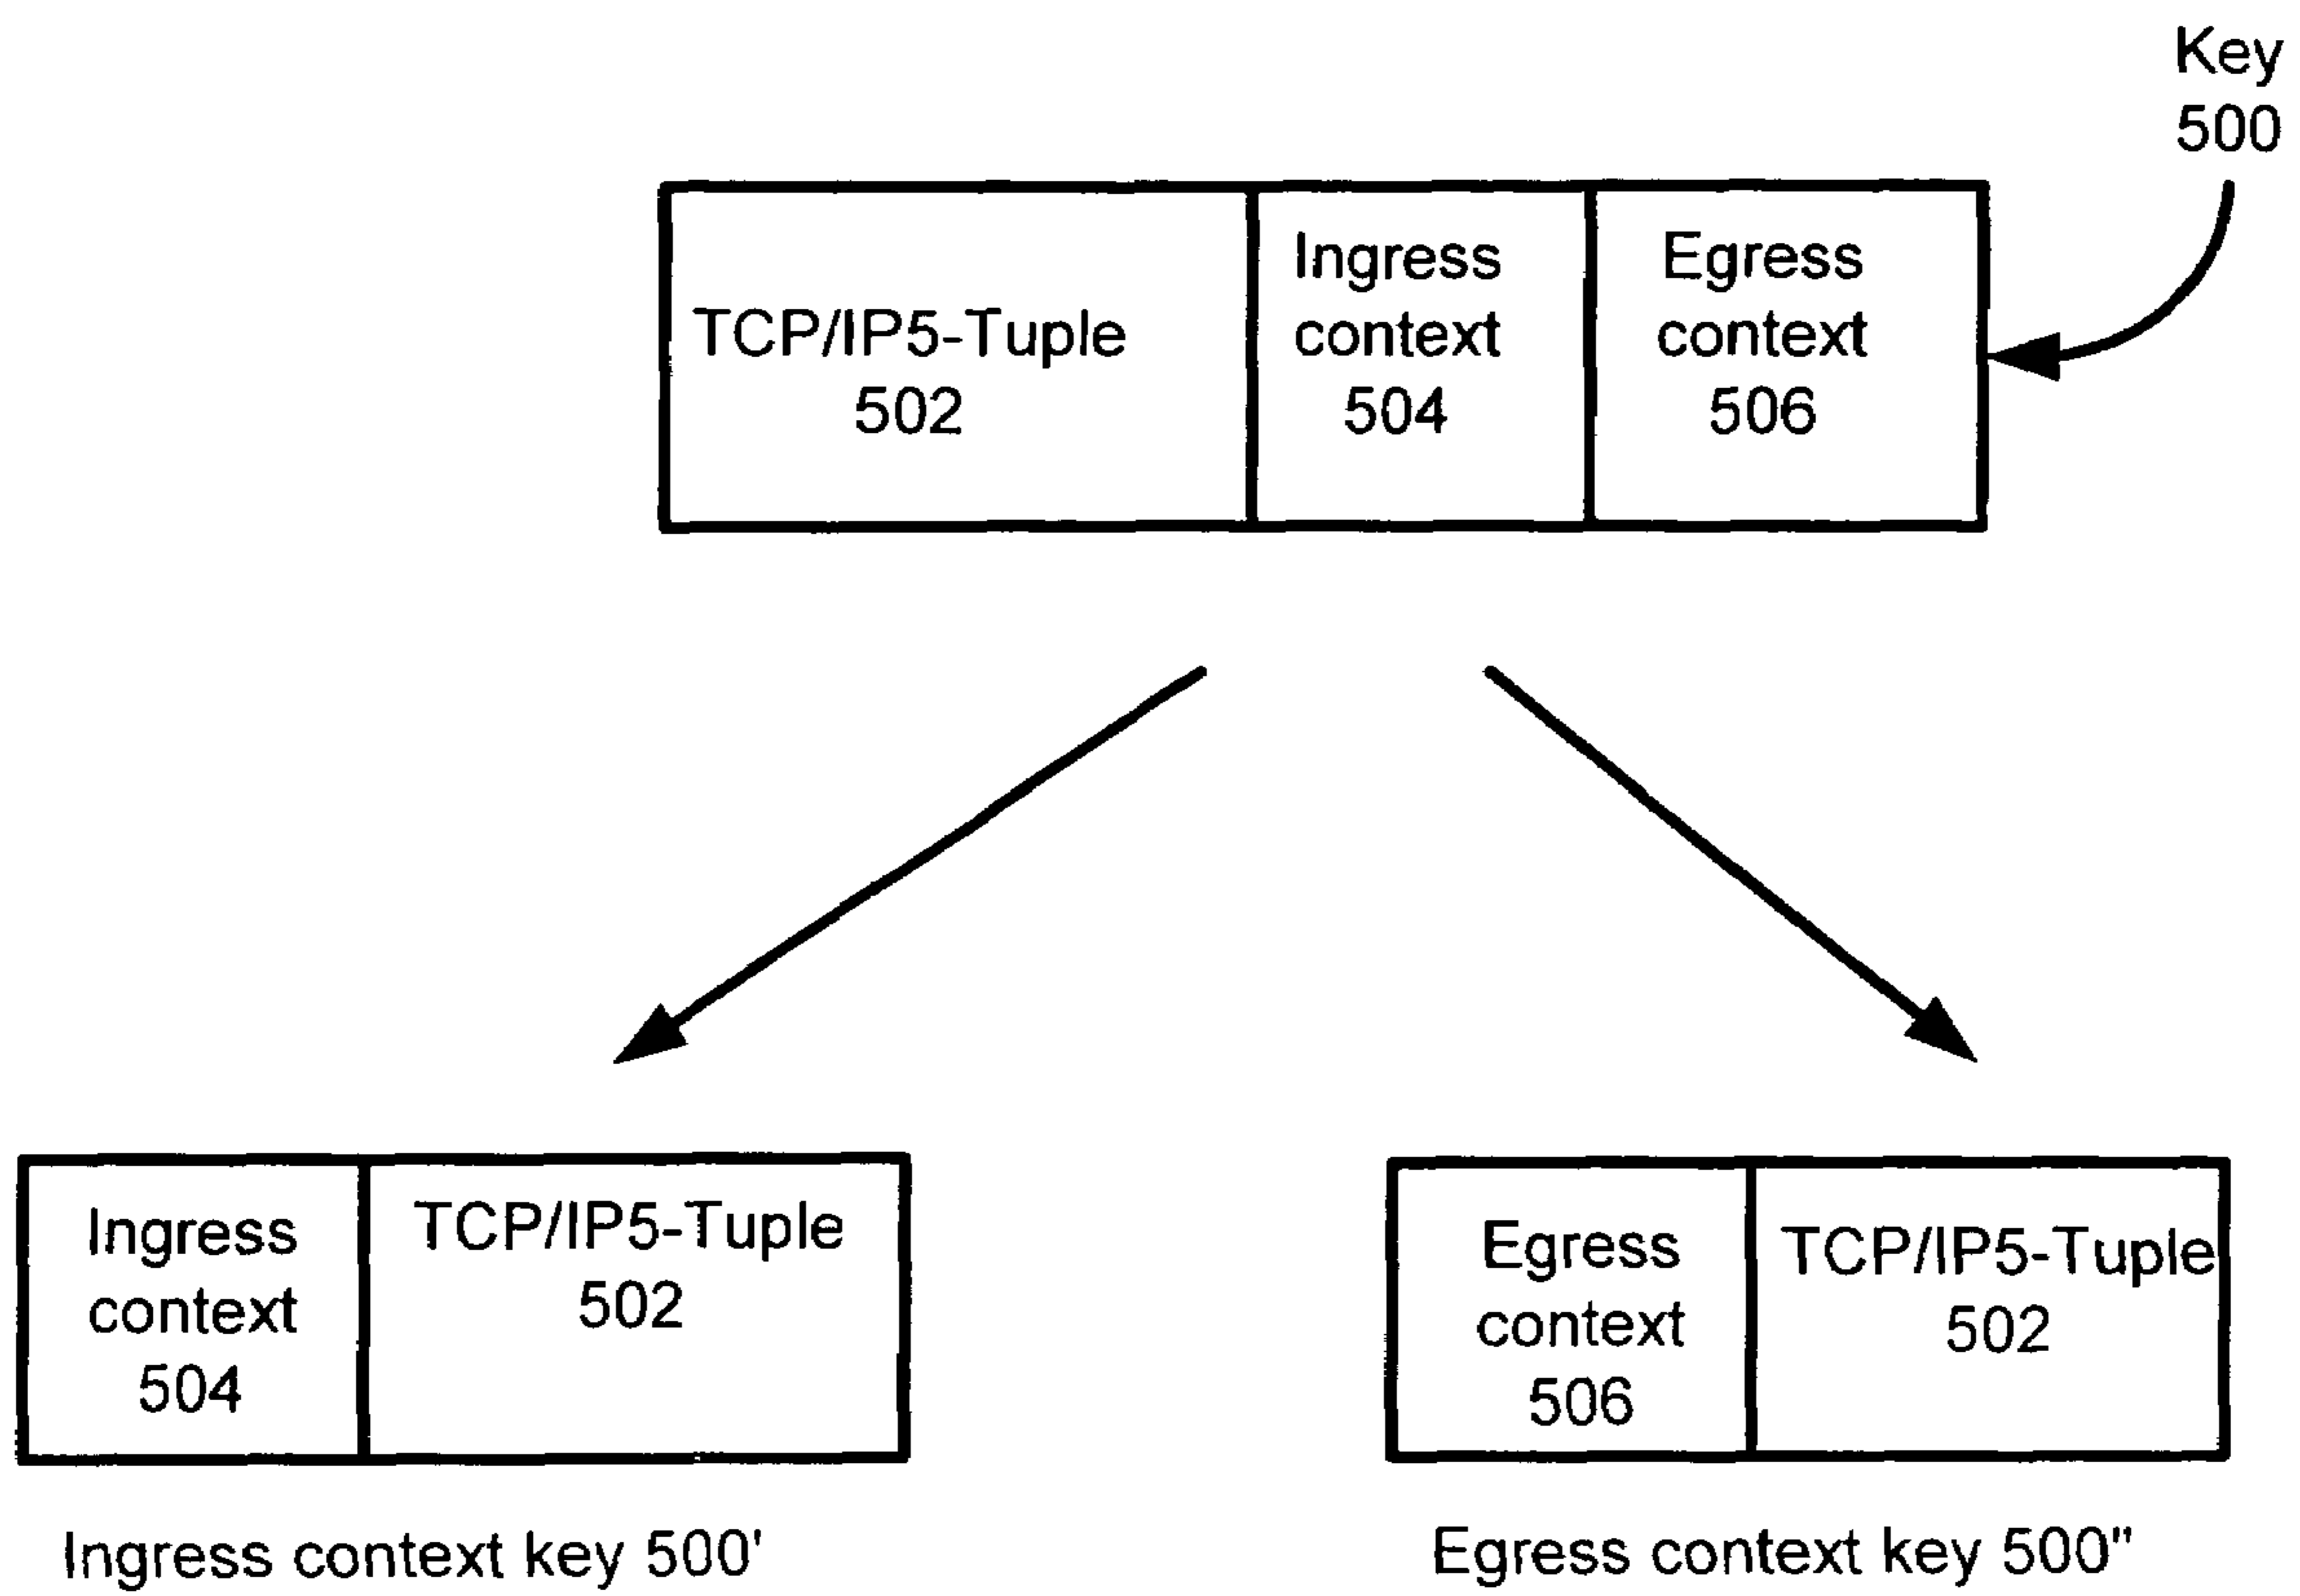 Key
500
TCP/IP5-Tuple
502
Ingress
context
504
Egress
context
506
Ingress
context
504
TCP/IP5-Tuple
502
Egress
context
506
TCP/IP5-Tuple
502
Ingress context key 500'
Egress context key 500"